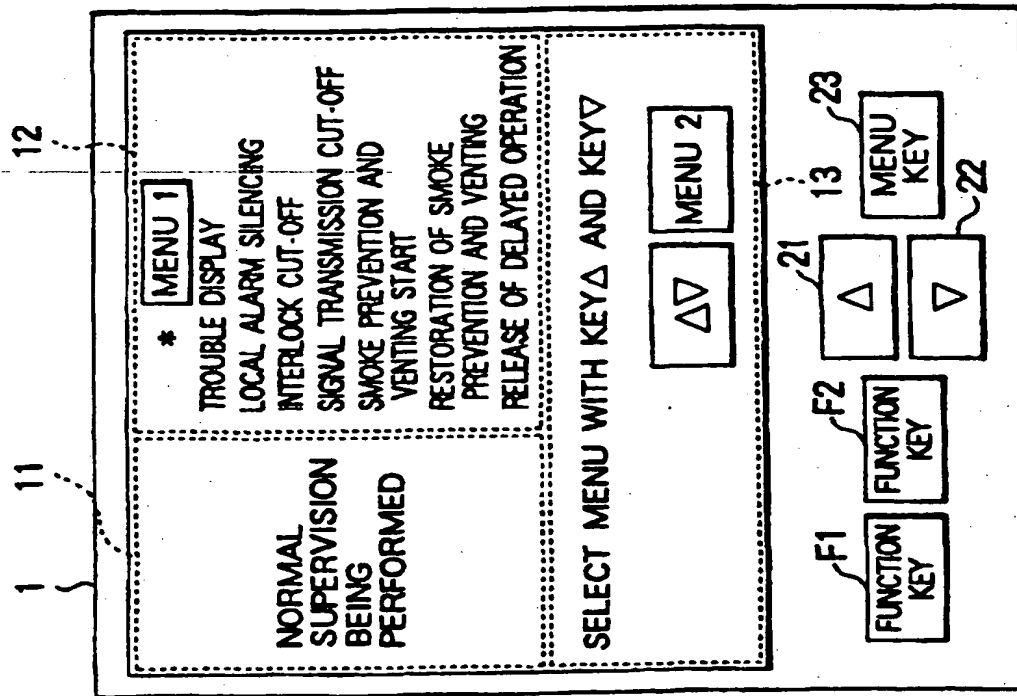 1
11
12
NORMAL
SUPERVISION
BEING
PERFORMED
* MENU 1
TROUBLE DISPLAY
LOCAL ALARM SILENCING
INTERLOCK CUT-OFF
SIGNAL TRANSMISSION CUT-OFF
SMOKE PREVENTION AND
VENTING START
RESTORATION OF SMOKE
PREVENTION AND VENTING
RELEASE OF DELAYED OPERATION
SELECT MENU WITH KEY△ AND KEY▽
△▽
MENU 2
13
F1
FUNCTION
KEY
F2
FUNCTION
KEY
21
△
▽
22
23
MENU
KEY